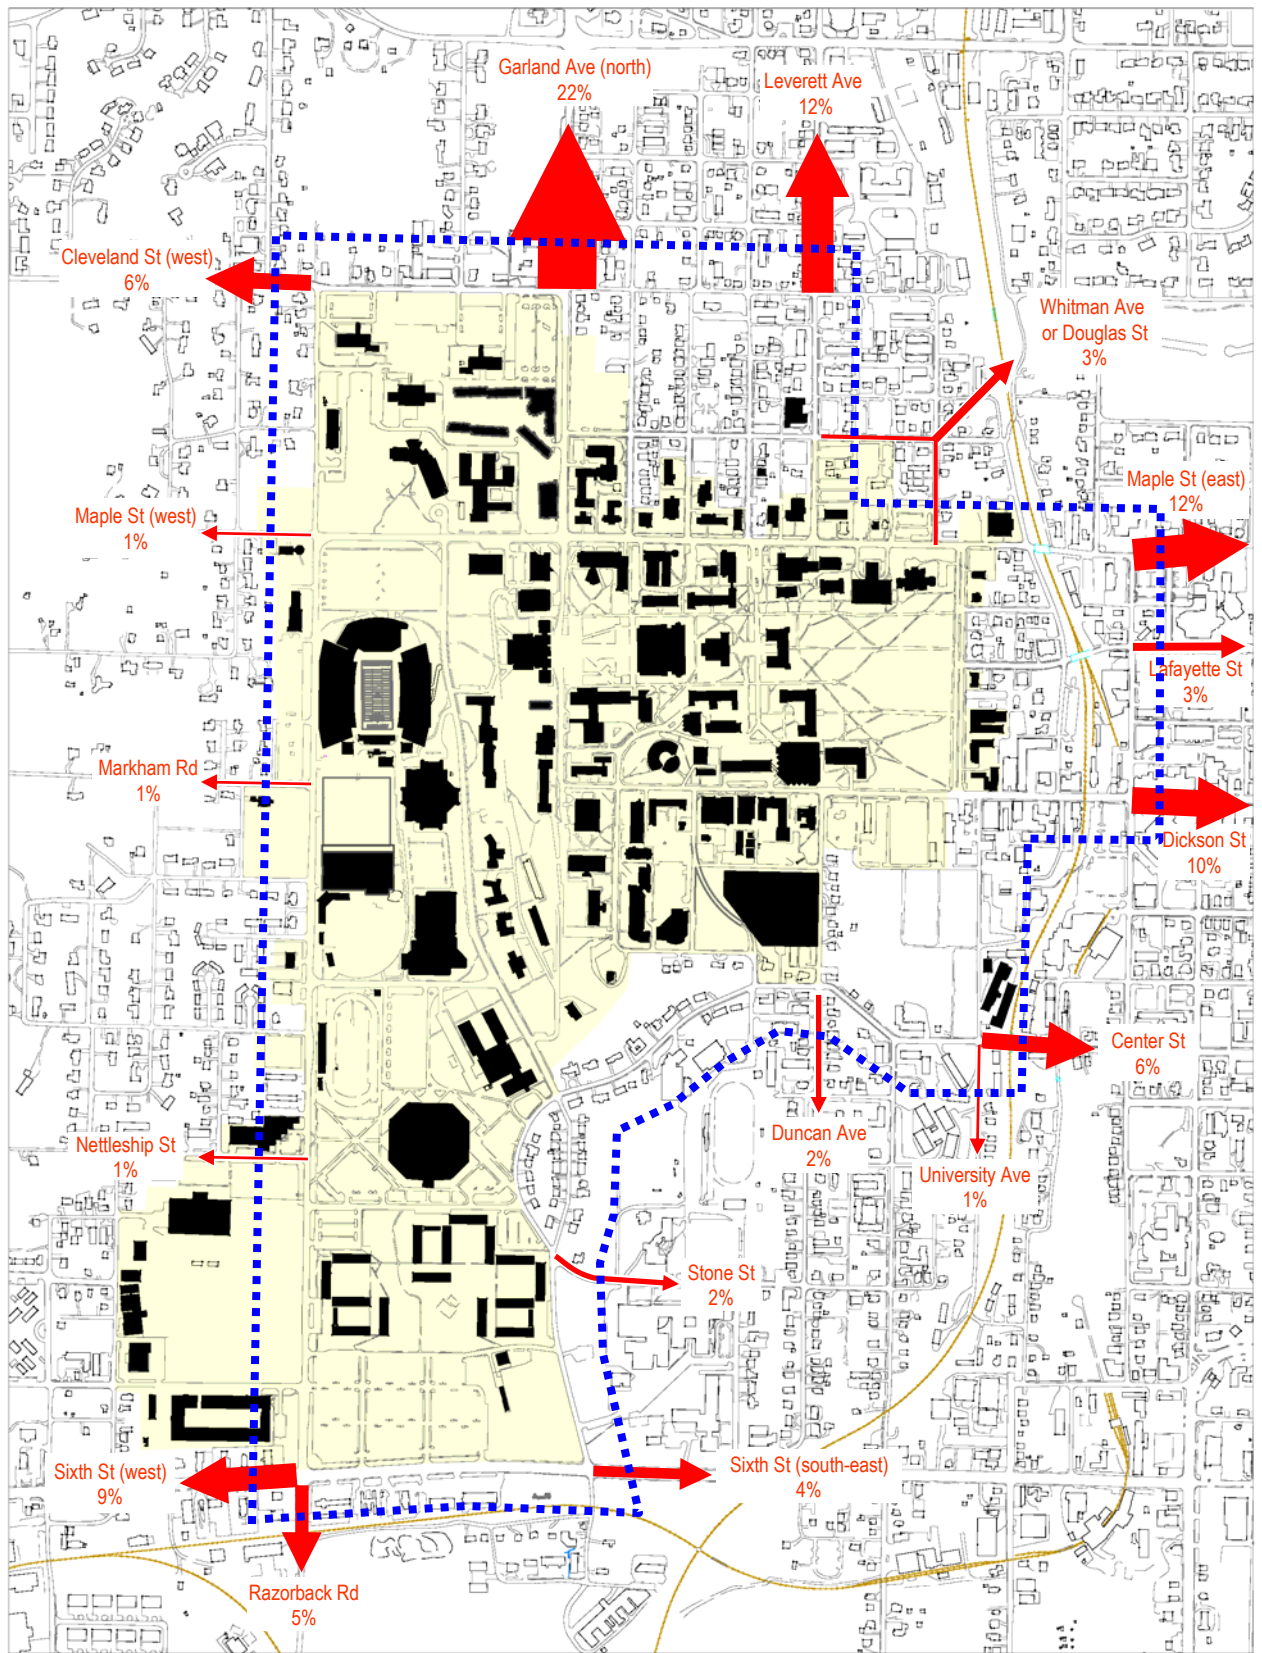 Garland Ave (north)
22%
Leverett Ave
12%
Cleveland St (west)
6%
Whitman Ave
or Douglas St
3%
Maple St (east)
12%
Maple St (west)
1%
Lafayette St
3%
Markham Rd
1%
Dickson St
10%
Center St
6%
Duncan Ave
2%
Nettleship St
1%
University Ave
1%
Stone St
2%
Sixth St (west)
9%
Sixth St (south-east)
4%
Razorback Rd
5%